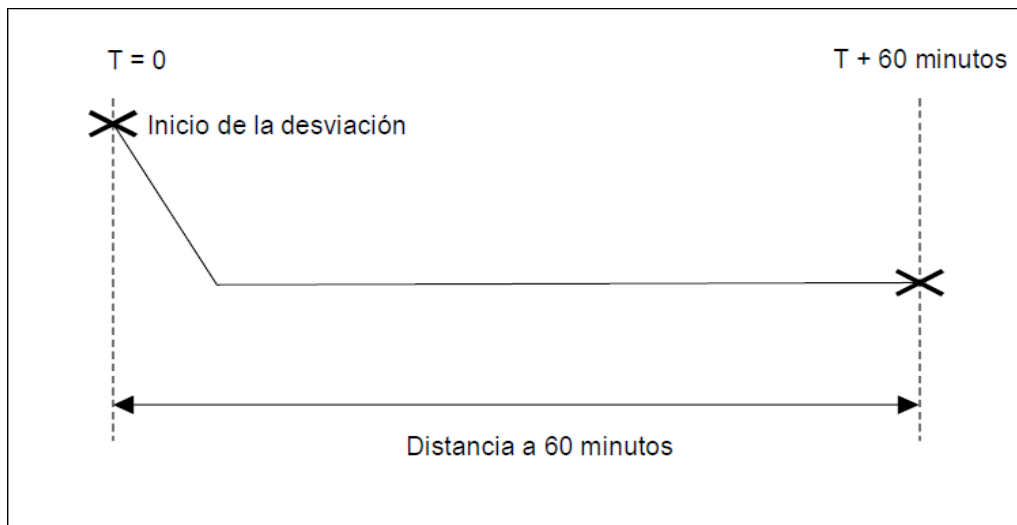 T = 0
T + 60 minutos
Inicio de la desviación
Distancia a 60 minutos